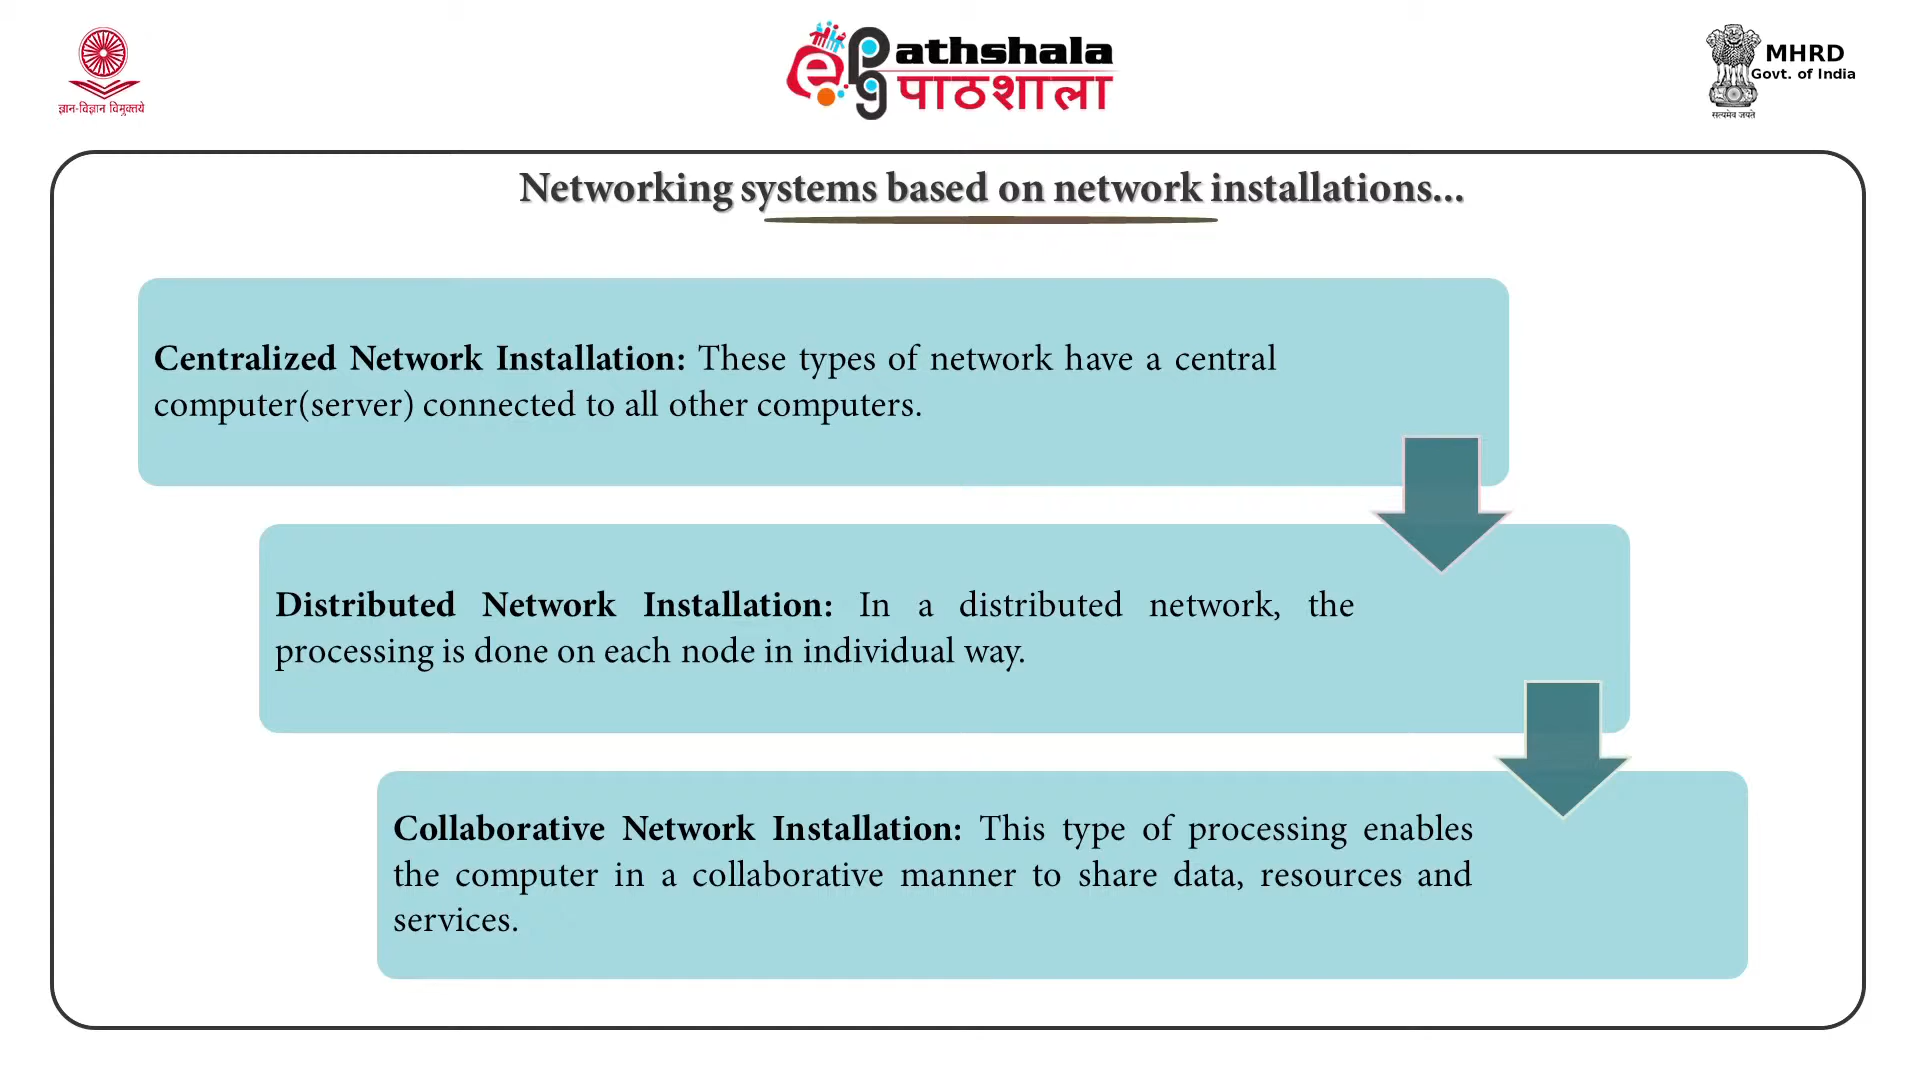 ज्ञान-विज्ञान विमुक्तये
e Pg athshala
पाठशाला
MHRD
Govt. of India
सत्यमेव जयते
Networking systems based on network installations...
Centralized Network Installation: These types of network have a central
computer(server) connected to all other computers.
Distributed Network Installation: In a distributed network, the
processing is done on each node in individual way.
Collaborative Network Installation: This type of processing enables
the computer in a collaborative manner to share data, resources and
services.